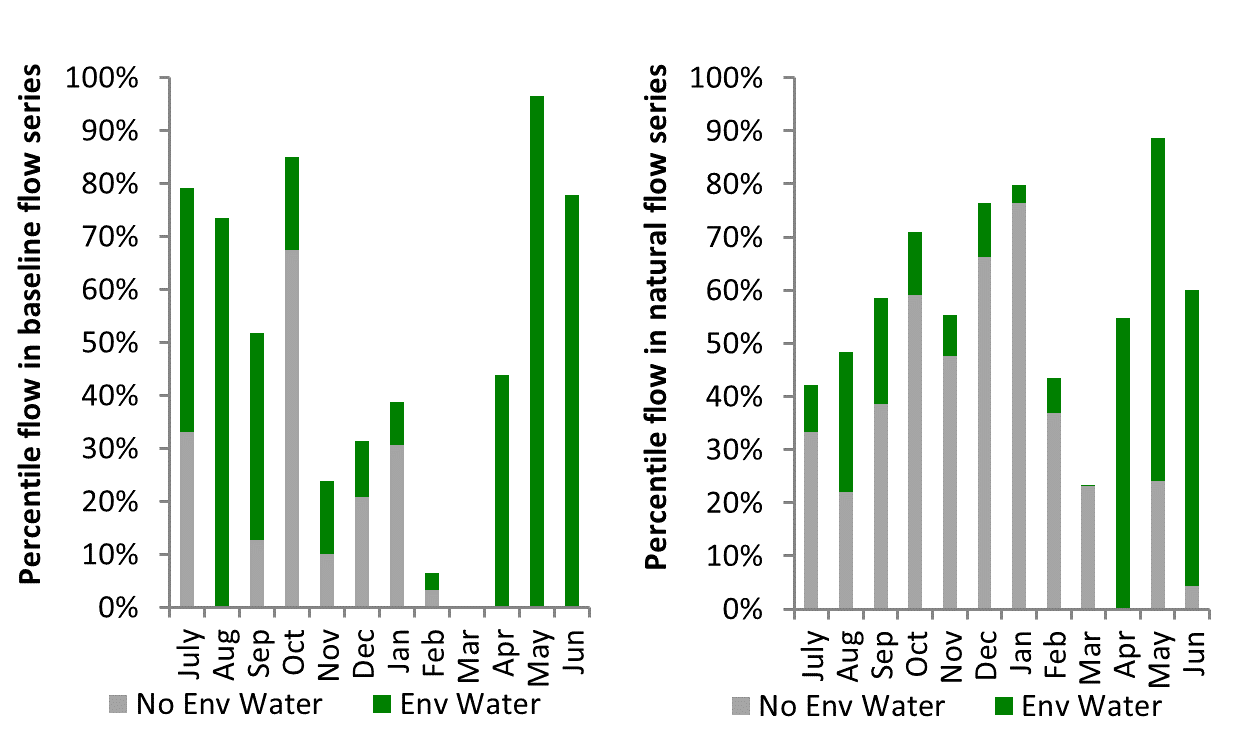 Percentile flow in baseline flow series
100%
90%
80%
70%
60%
50%
40%
30%
20%
10%
0%
July
Aug
Sep
Oct
Nov
Dec
Jan
Feb
Mar
Apr
May
Jun
No Env Water
Env Water
Percentile flow in natural flow series
100%
90%
80%
70%
60%
50%
40%
30%
20%
10%
0%
July
Aug
Sep
Oct
Nov
Dec
Jan
Feb
Mar
Apr
May
Jun
No Env Water
Env Water